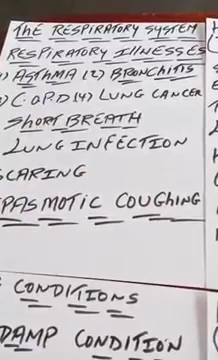 THE RESPIRATORY SYSTEM
RESPIRATORY ILLNESSES
1) ASTHMA (2) BRONCHITIS
3) C.O.P.D (4) LUNG CANCER
SHORT BREATH
LUNG INFECTION
SCARING
SPASMOTIC COUGHING
CONDITIONS
DAMP CONDITION